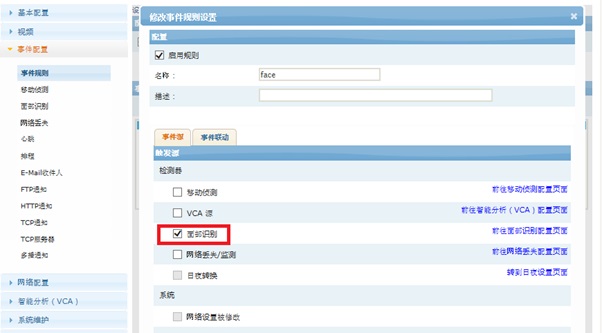 基本配置
视频
事件配置
事件规则
移动侦测
面部识别
网络丢失
心跳
排程
E-Mail收件人
FTP通知
HTTP通知
TCP通知
TCP服务器
多播通知
网络配置
智能分析(VCA)
系统维护
修改事件规则设置
配置
启用规则
名称: face
描述:
事件源 事件联动
触发源
检测器
移动侦测 前往移动侦测配置页面
VCA 源 前往智能分析(VCA)配置页面
面部识别 前往面部识别配置页面
网络丢失/监测 前往网络丢失配置页面
日夜转换 转到日夜设置页面
系统
网络设置被修改